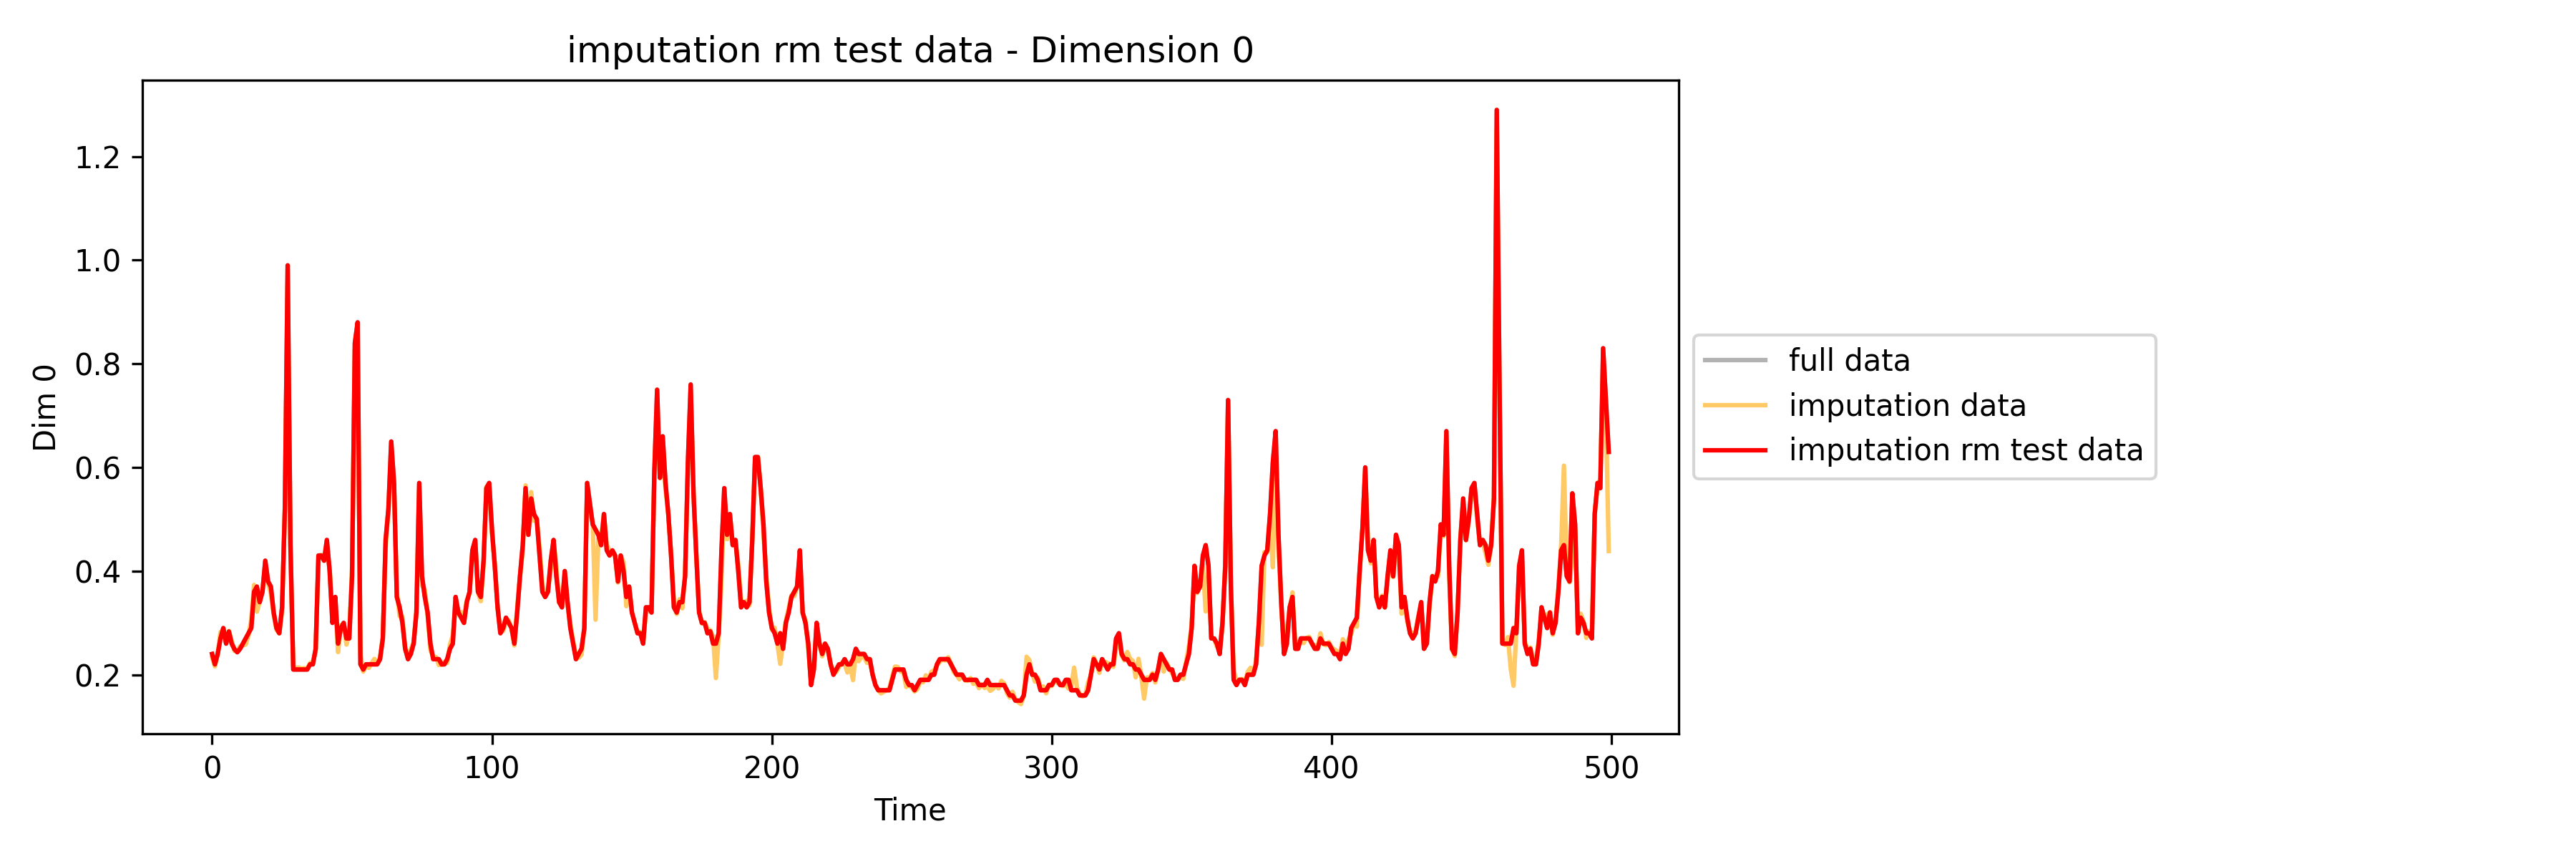 imputation rm test data - Dimension 0
1.2
1.0
0.8
0.6
0.4
0.2
Dim 0
0 100 200 300 400 500
Time
full data
imputation data
imputation rm test data